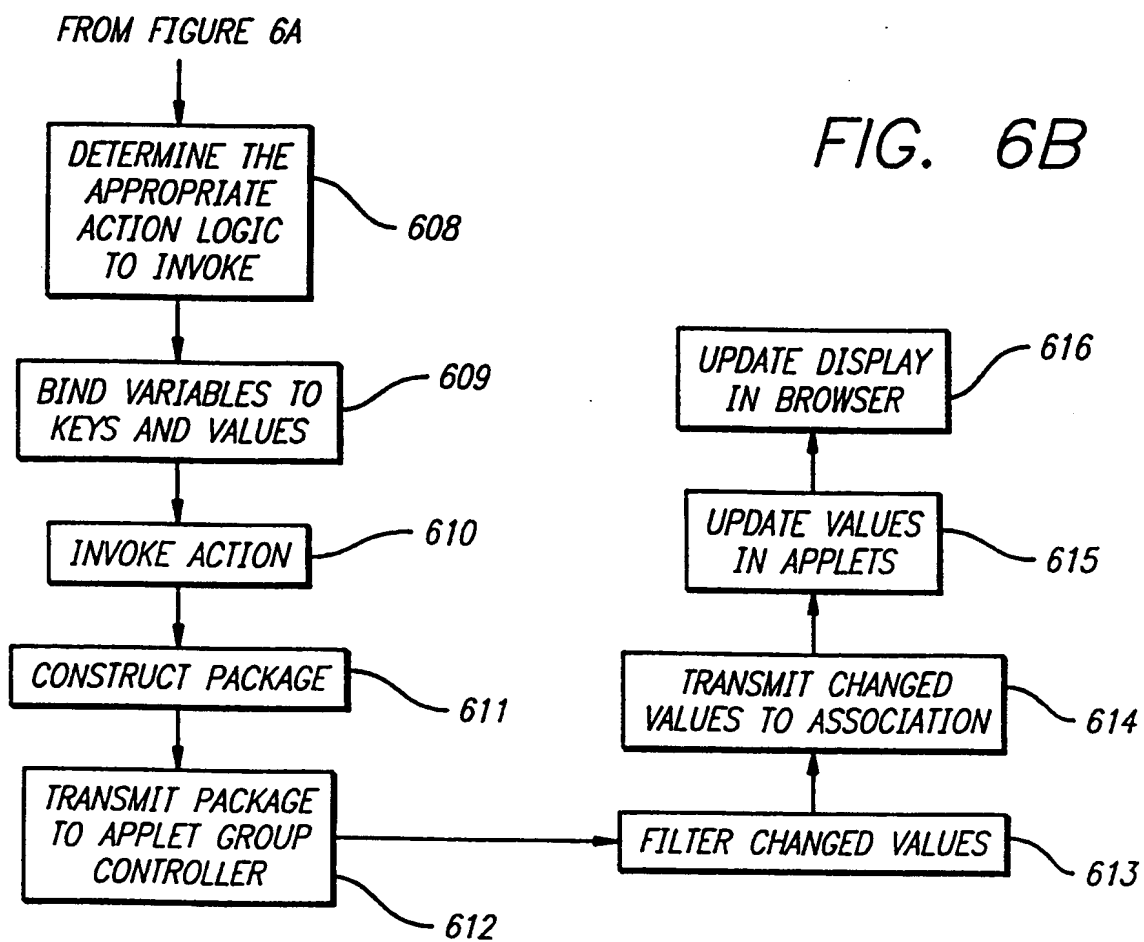 FROM FIGURE 6A
FIG. 6B
DETERMINE THE
APPROPRIATE
ACTION LOGIC
TO INVOKE
608
BIND VARIABLES TO
KEYS AND VALUES
609
INVOKE ACTION
610
CONSTRUCT PACKAGE
611
TRANSMIT PACKAGE
TO APPLET GROUP
CONTROLLER
612
FILTER CHANGED VALUES
613
TRANSMIT CHANGED
VALUES TO ASSOCIATION
614
UPDATE VALUES
IN APPLETS
615
UPDATE DISPLAY
IN BROWSER
616